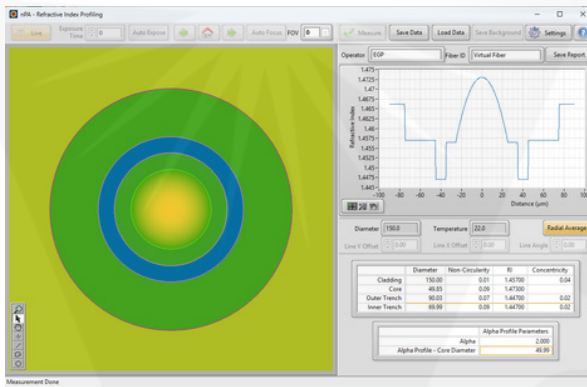 nPA - Refractive Index Profiling
Live
Exposure Time
0
Auto Expose
Auto Focus
FOV
0
Measure
Save Data
Load Data
Save Background
Settings
Operator
EGP
Fiber ID
Virtual Fiber
Save Report
Refractive Index
1.475
1.4725
1.47
1.4675
1.465
1.4625
1.46
1.4575
1.455
1.4525
1.45
1.4475
1.445
-100 -80 -60 -40 -20 0 20 40 60 80 100
Distance (µm)
Diameter
150.0
Temperature
22.0
Radial Average
Line Y Offset
0.00
Line X Offset
0.00
Line Angle
0.00
Diameter Non-Circularity RI Concentricity
Cladding 150.00 0.01 1.45700 0.04
Core 49.85 0.09 1.47300
Outer Trench 90.03 0.07 1.44700 0.02
Inner Trench 69.99 0.09 1.44700 0.02
Alpha Profile Parameters
Alpha 2.000
Alpha Profile - Core Diameter 49.99
Measurement Done